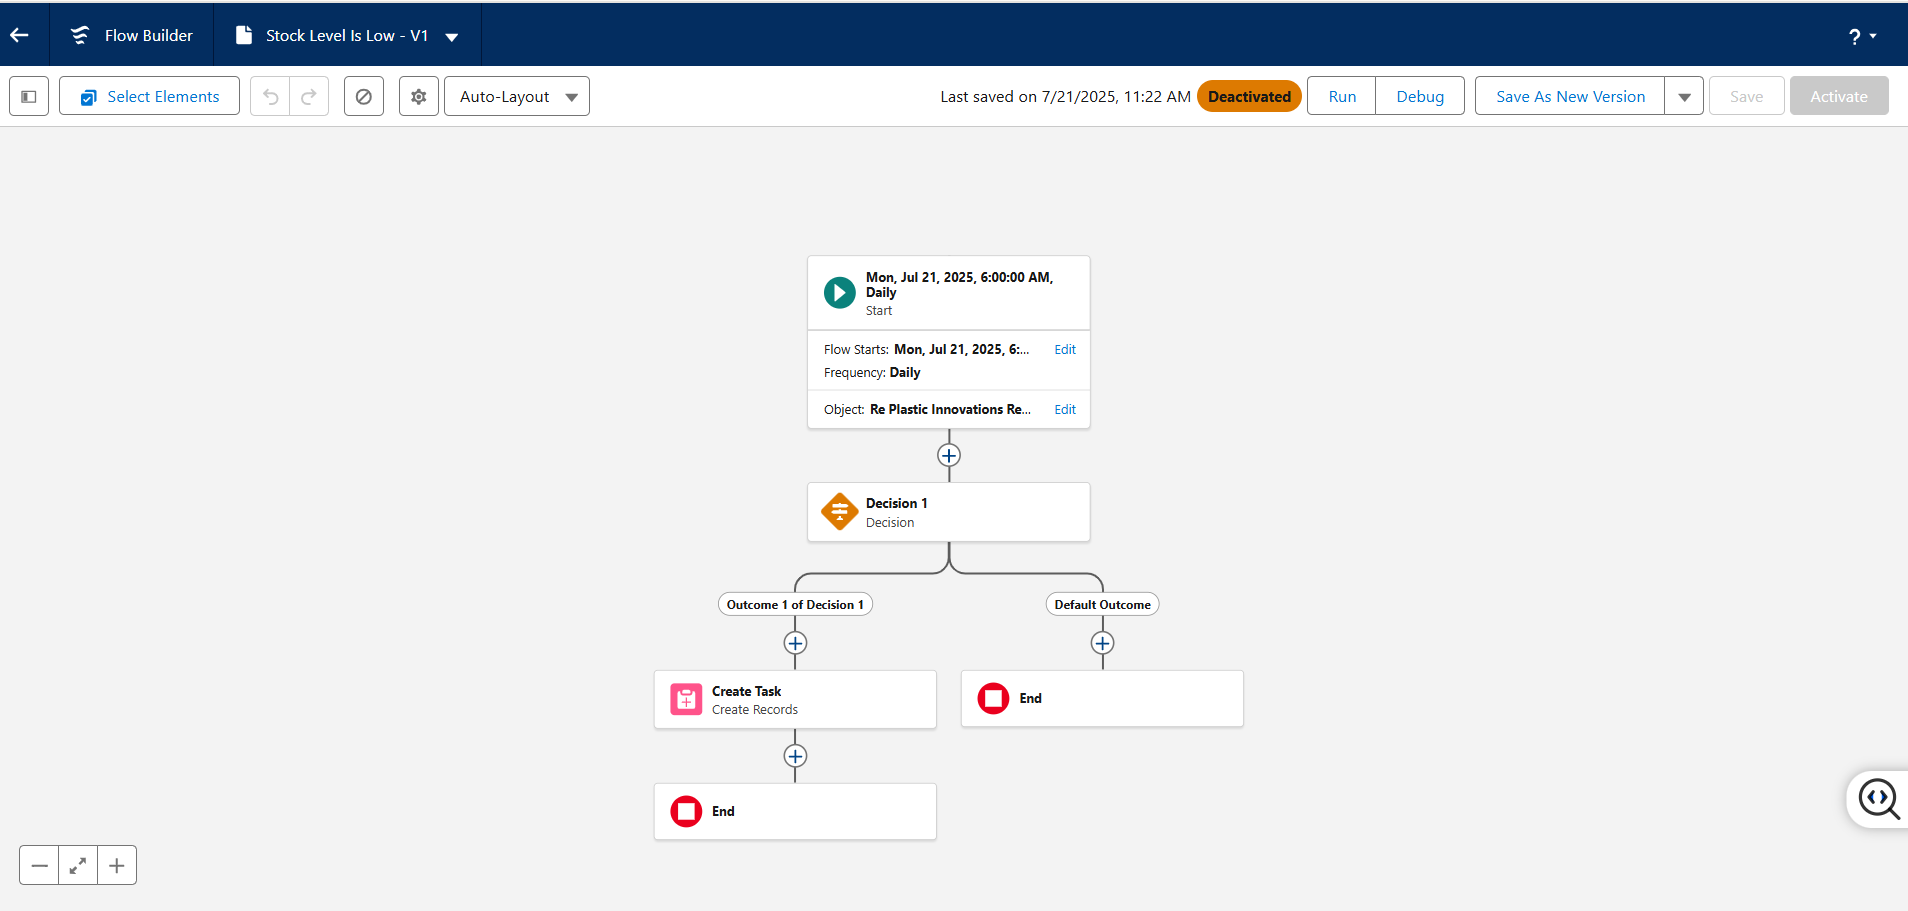 Flow Builder
Stock Level Is Low - V1
?
Select Elements
Auto-Layout
Last saved on 7/21/2025, 11:22 AM
Deactivated
Run
Debug
Save As New Version
Save
Activate
Mon, Jul 21, 2025, 6:00:00 AM,
Daily
Start
Flow Starts: Mon, Jul 21, 2025, 6:...
Edit
Frequency: Daily
Object: Re Plastic Innovations Re...
Edit
Decision 1
Decision
Outcome 1 of Decision 1
Default Outcome
Create Task
Create Records
End
End